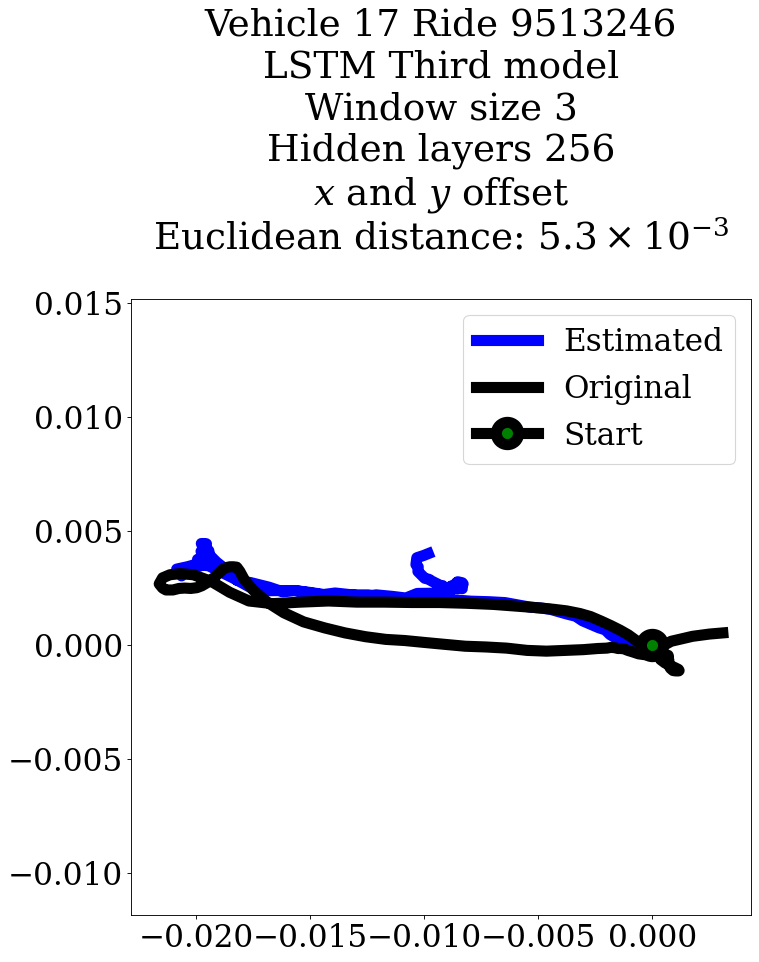 Vehicle 17 Ride 9513246
LSTM Third model
Window size 3
Hidden layers 256
x and y offset
Euclidean distance: 5.3 × 10⁻³
Estimated
Original
Start
0.015
0.010
0.005
0.000
−0.005
−0.010
−0.020−0.015−0.010−0.005 0.000